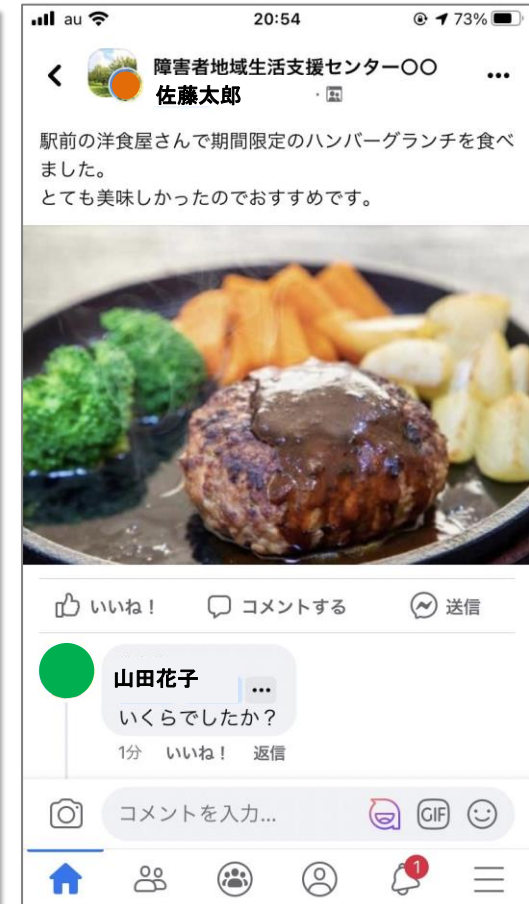 au 20:54 73%
障害者地域生活支援センター〇〇
佐藤太郎
駅前の洋食屋さんで期間限定のハンバーグランチを食べ
ました。
とても美味しかったのでおすすめです。
いいね！ コメントする 送信
山田花子
いくらでしたか？
1分 いいね！ 返信
コメントを入力... GIF
1